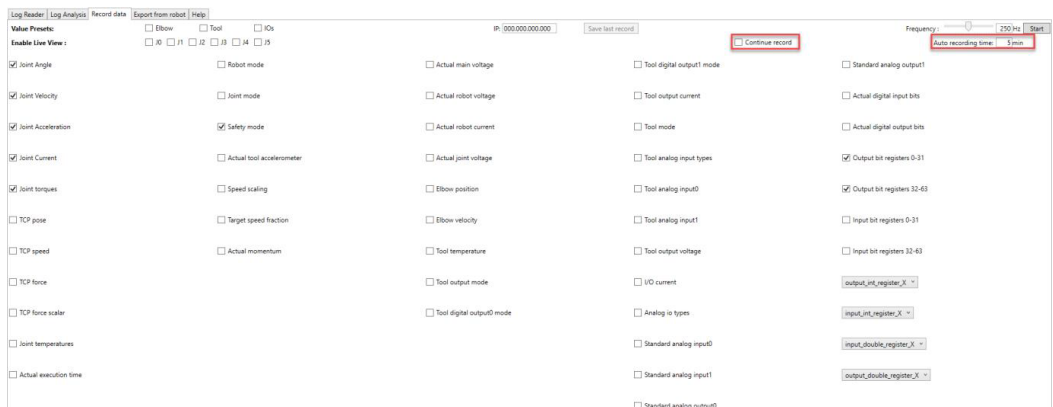 Log Reader Log Analysis Record data Export from robot Help
Value Presets: Elbow Tool IOs IP: 000.000.000.000 Save last record Frequency: 250 Hz Start
Enable Live View : J0 J1 J2 J3 J4 J5 Continue record Auto recording time: 5 min
Joint Angle Robot mode Actual main voltage Tool digital output1 mode Standard analog output1
Joint Velocity Joint mode Actual robot voltage Tool output current Actual digital input bits
Joint Acceleration Safety mode Actual robot current Tool mode Actual digital output bits
Joint Current Actual tool accelerometer Actual joint voltage Tool analog input types Output bit registers 0-31
Joint torques Speed scaling Elbow position Tool analog input0 Output bit registers 32-63
TCP pose Target speed fraction Elbow velocity Tool analog input1 Input bit registers 0-31
TCP speed Actual momentum Tool temperature Tool output voltage Input bit registers 32-63
TCP force Tool output mode I/O current output_int_register_X
TCP force scalar Tool digital output0 mode Analog io types input_int_register_X
Joint temperatures Standard analog input0 input_double_register_X
Actual execution time Standard analog input1 output_double_register_X
Standard analog output0